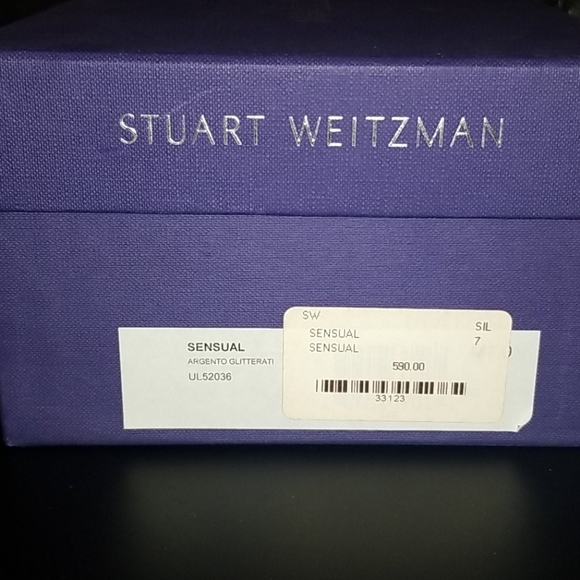 STUART WEITZMAN
SENSUAL
ARGENTO GLITTERATI
UL52036
SW
SENSUAL SIL
SENSUAL 7
590.00
33123